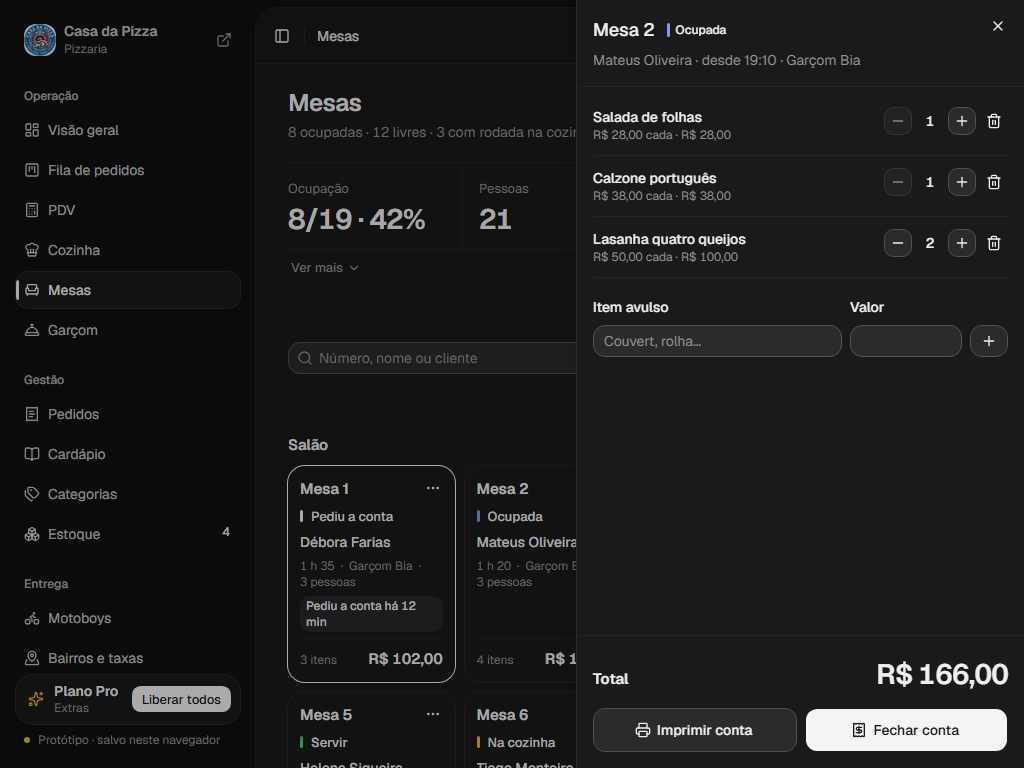 Casa da Pizza
Pizzaria
Operação
Visão geral
Fila de pedidos
PDV
Cozinha
Mesas
Garçom
Gestão
Pedidos
Cardápio
Categorias
Estoque 4
Entrega
Motoboys
Bairros e taxas
Plano Pro
Extras
Liberar todos
Protótipo · salvo neste navegador
Mesas
Mesas
8 ocupadas · 12 livres · 3 com rodada na
Ocupação
8/19 · 42%
Pessoas
21
Ver mais
Número, nome ou cliente
Salão
Mesa 1 ···
Pediu a conta
Débora Farias
1 h 35 · Garçom Bia ·
3 pessoas
Pediu a conta há 12
min
3 itens R$ 102,00
Mesa 2
Ocupada
Mateus Oliveira
1 h 20 · Garçom
3 pessoas
4 itens R$ 1
Mesa 5 ···
Servir
Helena Siqueira
Mesa 6
Na cozinha
Tiago Monteiro
Mesa 2 Ocupada
Mateus Oliveira · desde 19:10 · Garçom Bia
Salada de folhas
R$ 28,00 cada · R$ 28,00
− 1 +
Calzone português
R$ 38,00 cada · R$ 38,00
− 1 +
Lasanha quatro queijos
R$ 50,00 cada · R$ 100,00
− 2 +
Item avulso Valor
Couvert, rolha… +
Total R$ 166,00
Imprimir conta Fechar conta